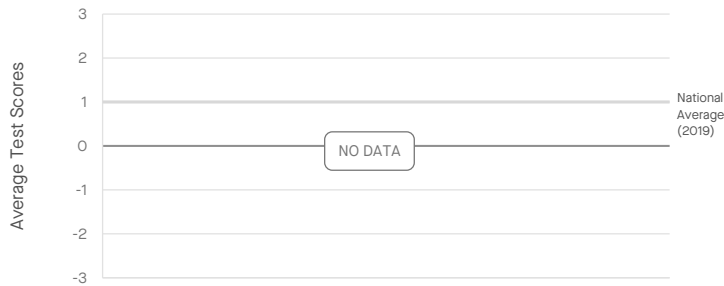 Average Test Scores
3
2
1
0
-1
-2
-3
NO DATA
National
Average
(2019)